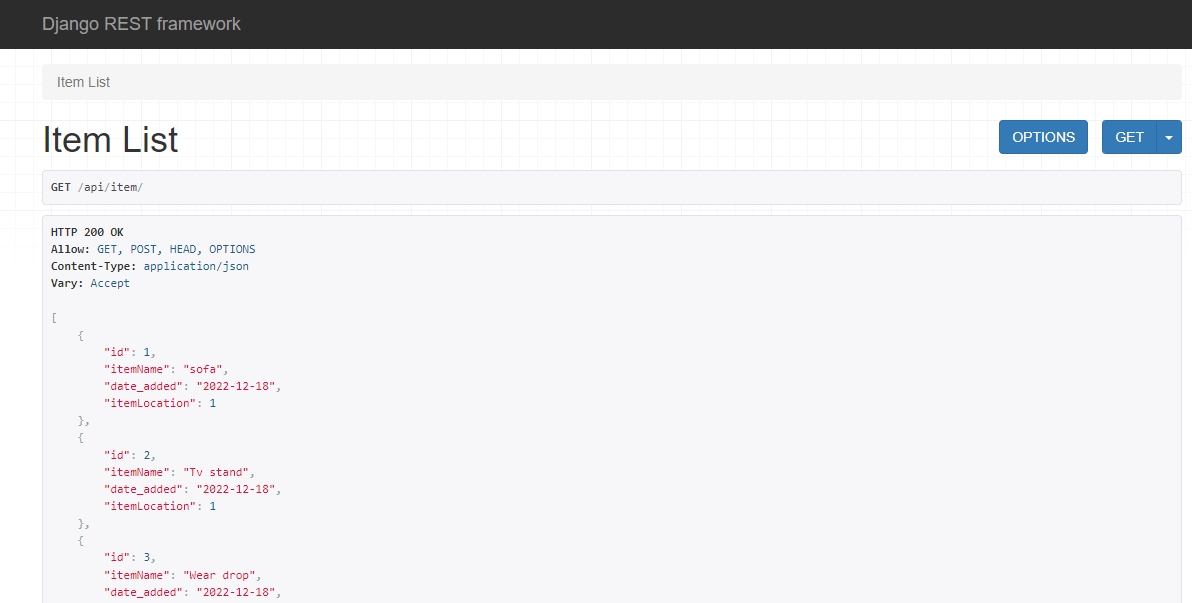 Django REST framework
Item List
Item List
OPTIONS
GET
GET /api/item/
HTTP 200 OK
Allow: GET, POST, HEAD, OPTIONS
Content-Type: application/json
Vary: Accept
[
    {
        "id": 1,
        "itemName": "sofa",
        "date_added": "2022-12-18",
        "itemLocation": 1
    },
    {
        "id": 2,
        "itemName": "Tv stand",
        "date_added": "2022-12-18",
        "itemLocation": 1
    },
    {
        "id": 3,
        "itemName": "Wear drop",
        "date_added": "2022-12-18",